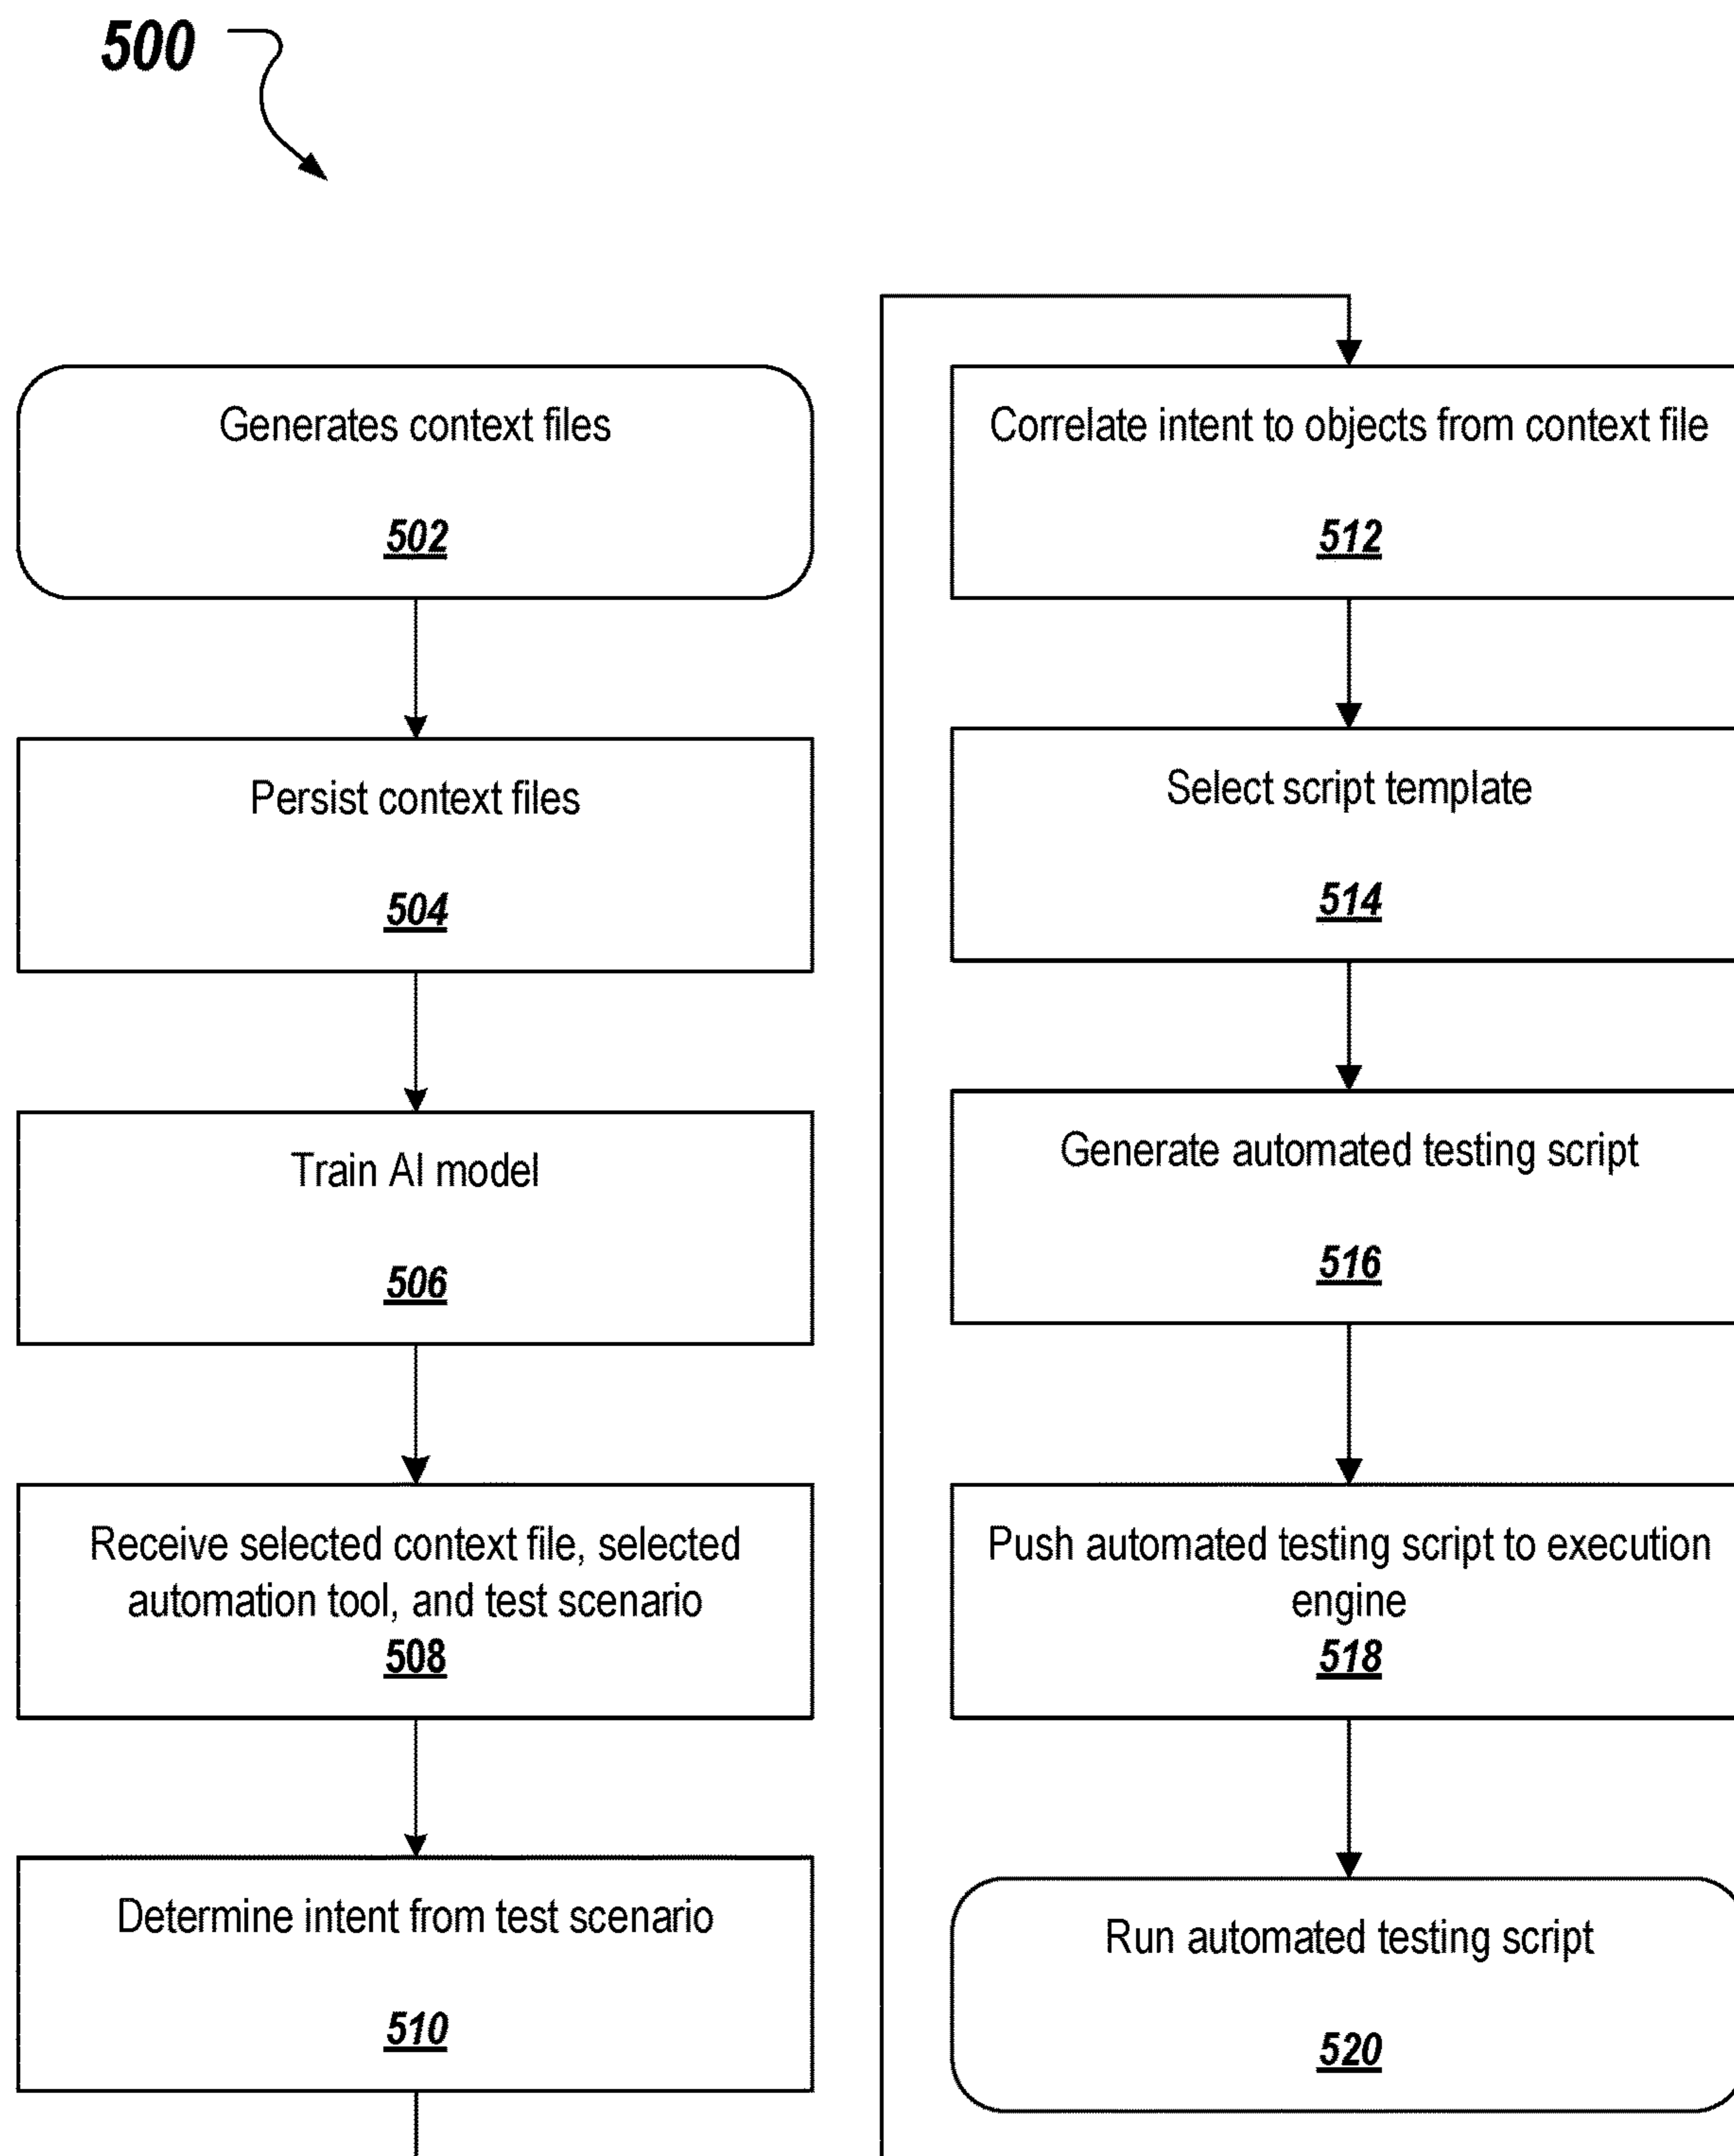 500
Generates context files
502
Persist context files
504
Train AI model
506
Receive selected context file, selected
automation tool, and test scenario
508
Determine intent from test scenario
510
Correlate intent to objects from context file
512
Select script template
514
Generate automated testing script
516
Push automated testing script to execution
engine
518
Run automated testing script
520